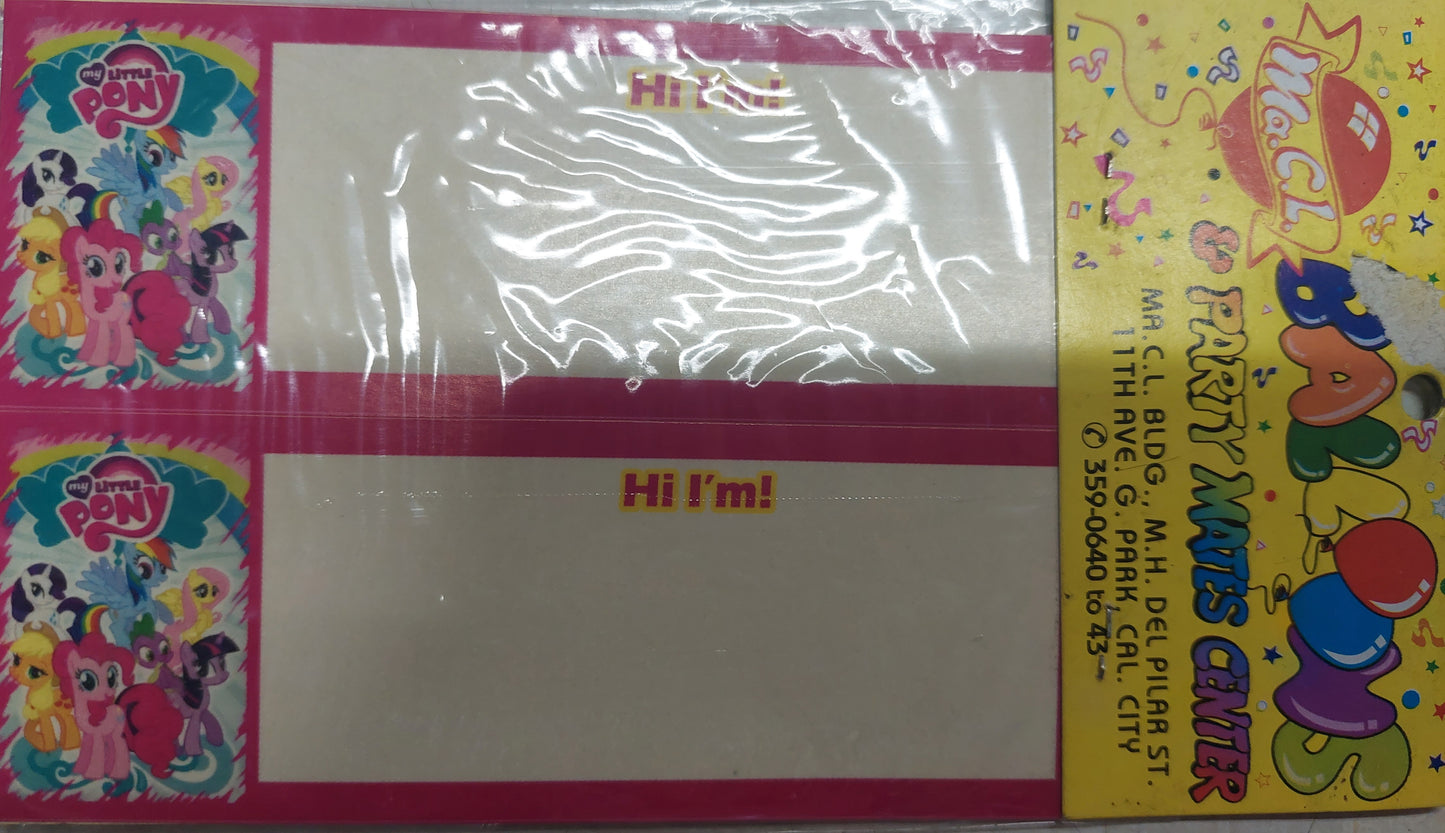 my LITTLE
PONY
Hi I'm!
my LITTLE
PONY
Hi I'm!
Ma.C.L.
BALLOONS
& PARTY MATES CENTER
MA.C.L. BLDG., M.H. DEL PILAR ST.
11TH AVE. G. PARK, CAL. CITY
✆ 359-0640 to 43